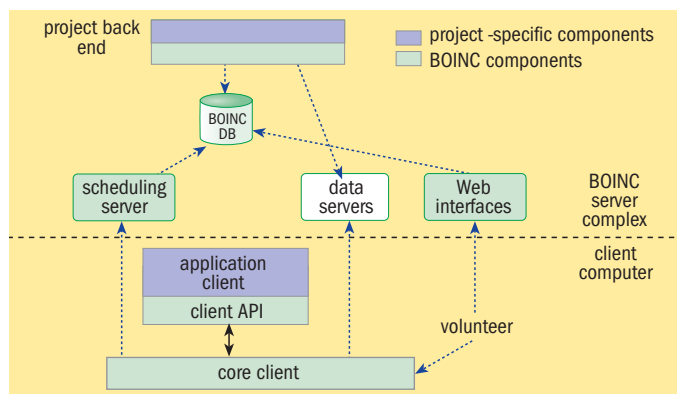 project back
end
project -specific components
BOINC components
BOINC
DB
scheduling
server
data
servers
Web
interfaces
BOINC
server
complex
client
computer
application
client
client API
volunteer
core client